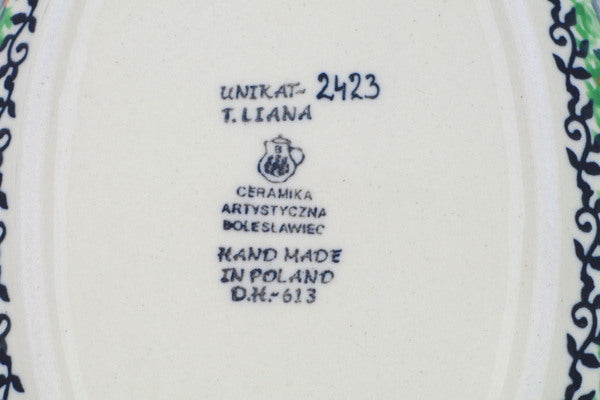 UNIKAT- 2423
T. LIANA
CERAMIKA
ARTYSTYCZNA
BOLESŁAWIEC
HAND MADE
IN POLAND
D.H.-613